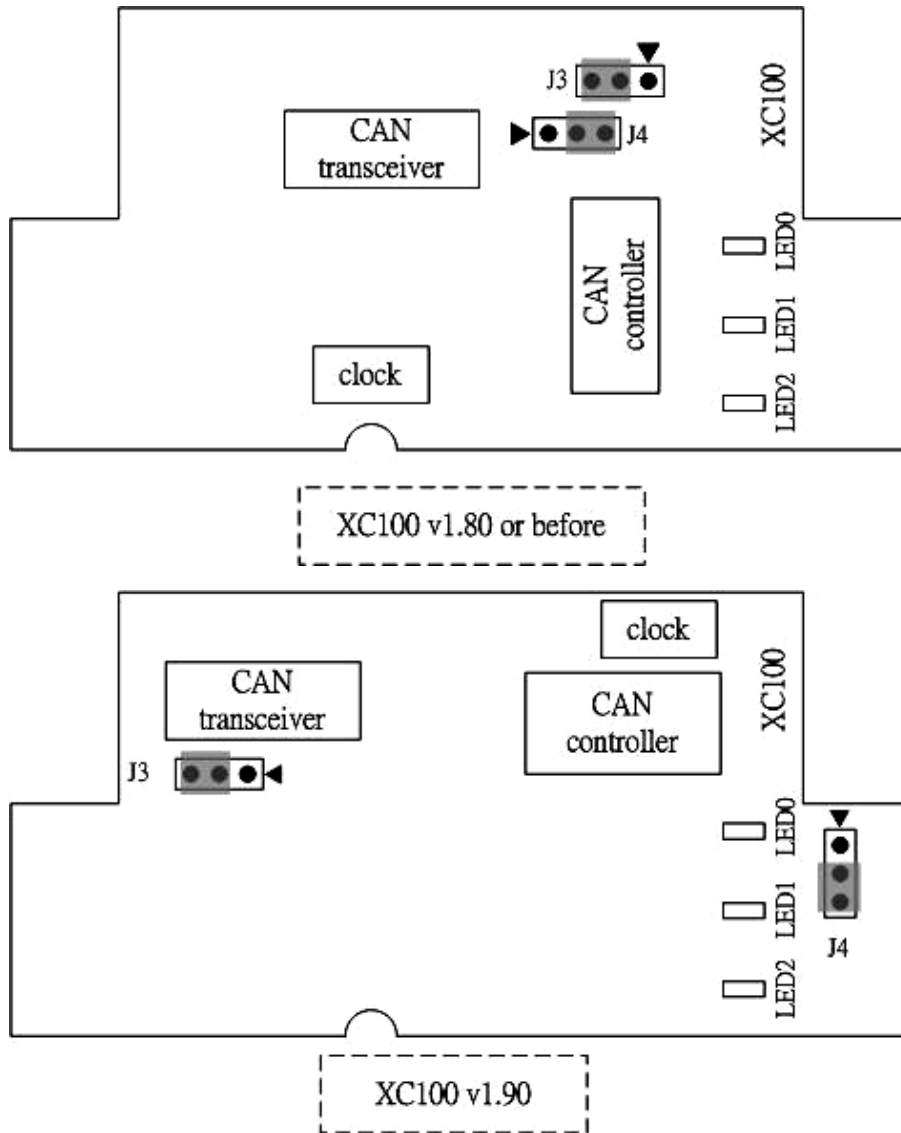 J3
XC100
CAN
transceiver
J4
LED0
CAN
controller
LED1
clock
LED2
XC100 v1.80 or before
clock
XC100
CAN
transceiver
CAN
controller
J3
LED0
LED1
J4
LED2
XC100 v1.90